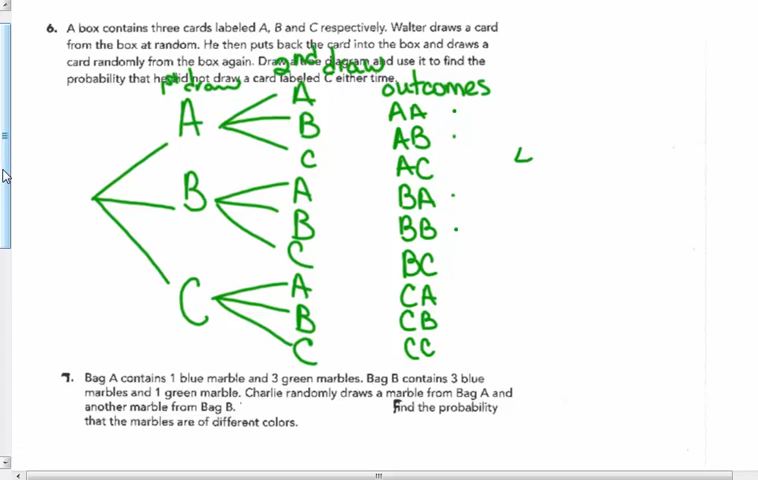 6. A box contains three cards labeled A, B and C respectively. Walter draws a card
from the box at random. He then puts back the card into the box and draws a
card randomly from the box again. Draw a tree diagram and use it to find the
probability that he did not draw a card labeled C either time.
1st draw
2nd draw
outcomes
A
A
B
C
B
A
B
C
C
A
B
C
AA
AB
AC
BA
BB
BC
CA
CB
CC
7. Bag A contains 1 blue marble and 3 green marbles. Bag B contains 3 blue
marbles and 1 green marble. Charlie randomly draws a marble from Bag A and
another marble from Bag B. find the probability
that the marbles are of different colors.